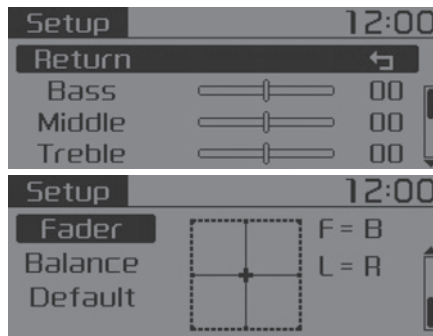 Setup 12:00
Return
Bass 00
Middle 00
Treble 00
Setup 12:00
Fader F = B
Balance L = R
Default